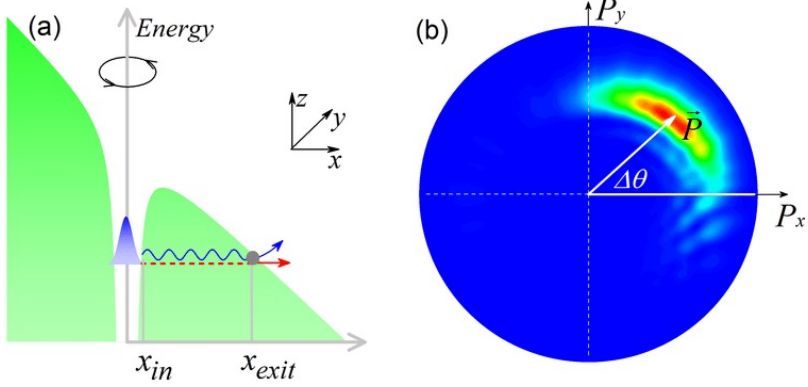 (a)
Energy
z
y
x
x_in
x_exit
(b)
P_y
P⃗
Δθ
P_x